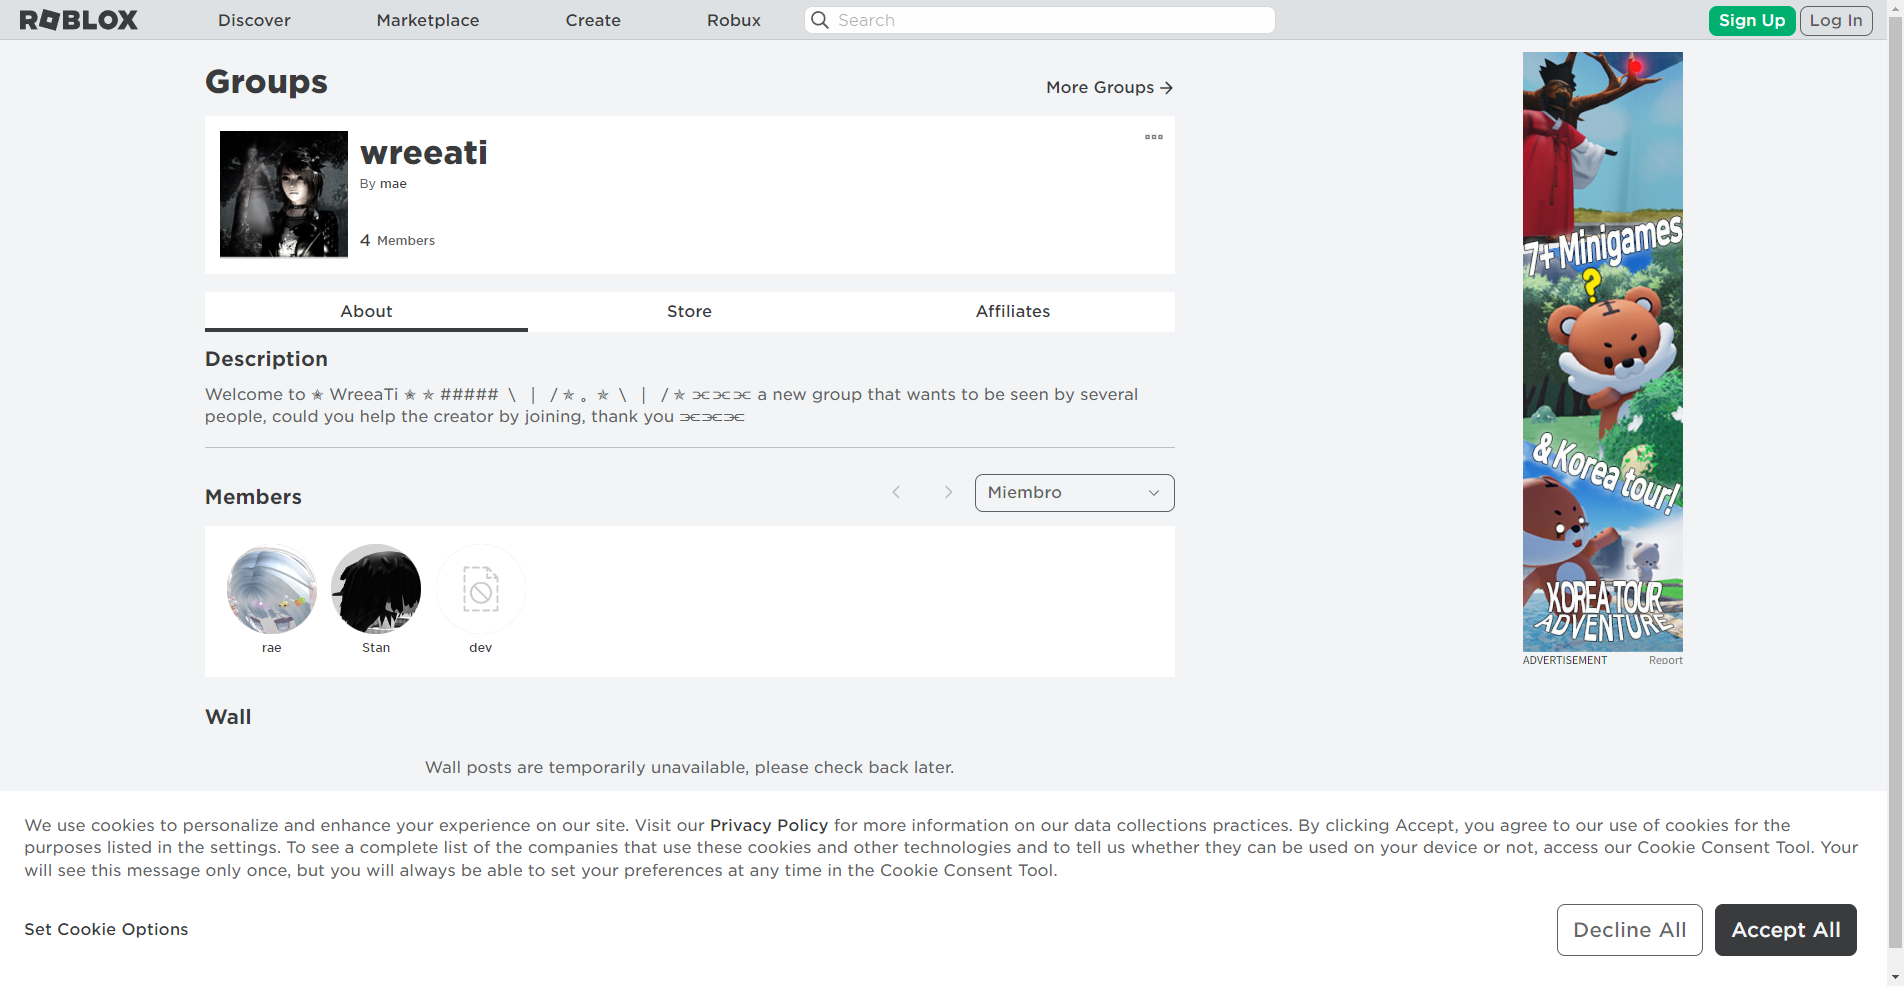 ROBLOX Discover Marketplace Create Robux Search Sign Up Log In
Groups
More Groups →
wreeati
By mae
4 Members
About Store Affiliates
Description
Welcome to ✯ WreeaTi ✯ ✯ ##### \ | / ✯ 。 ✯ \ | / ✯ ⫘⫘⫘ a new group that wants to be seen by several
people, could you help the creator by joining, thank you ⫘⫘⫘
Members
Miembro
rae Stan dev
Wall
Wall posts are temporarily unavailable, please check back later.
7+ Minigames
?
& Korea tour!
KOREA TOUR
ADVENTURE
ADVERTISEMENT Report
We use cookies to personalize and enhance your experience on our site. Visit our Privacy Policy for more information on our data collections practices. By clicking Accept, you agree to our use of cookies for the
purposes listed in the settings. To see a complete list of the companies that use these cookies and other technologies and to tell us whether they can be used on your device or not, access our Cookie Consent Tool. Your
will see this message only once, but you will always be able to set your preferences at any time in the Cookie Consent Tool.
Set Cookie Options
Decline All Accept All